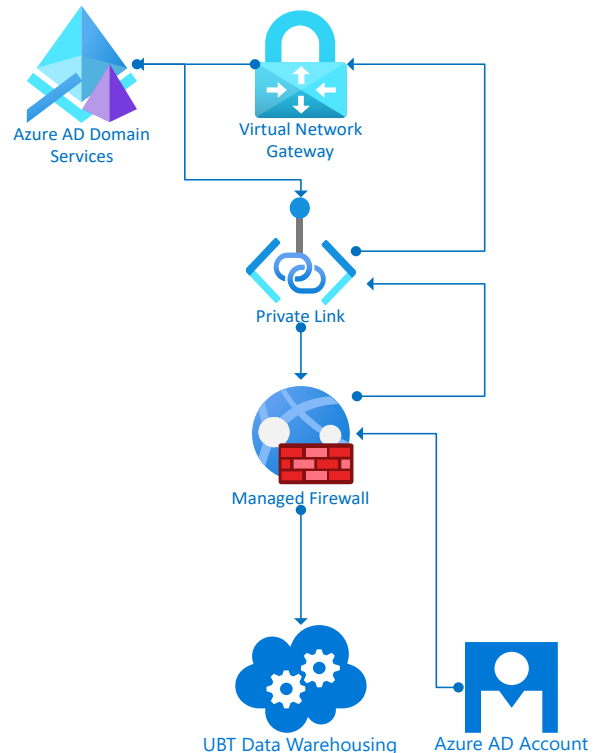 Azure AD Domain
Services
Virtual Network
Gateway
Private Link
Managed Firewall
UBT Data Warehousing
Azure AD Account